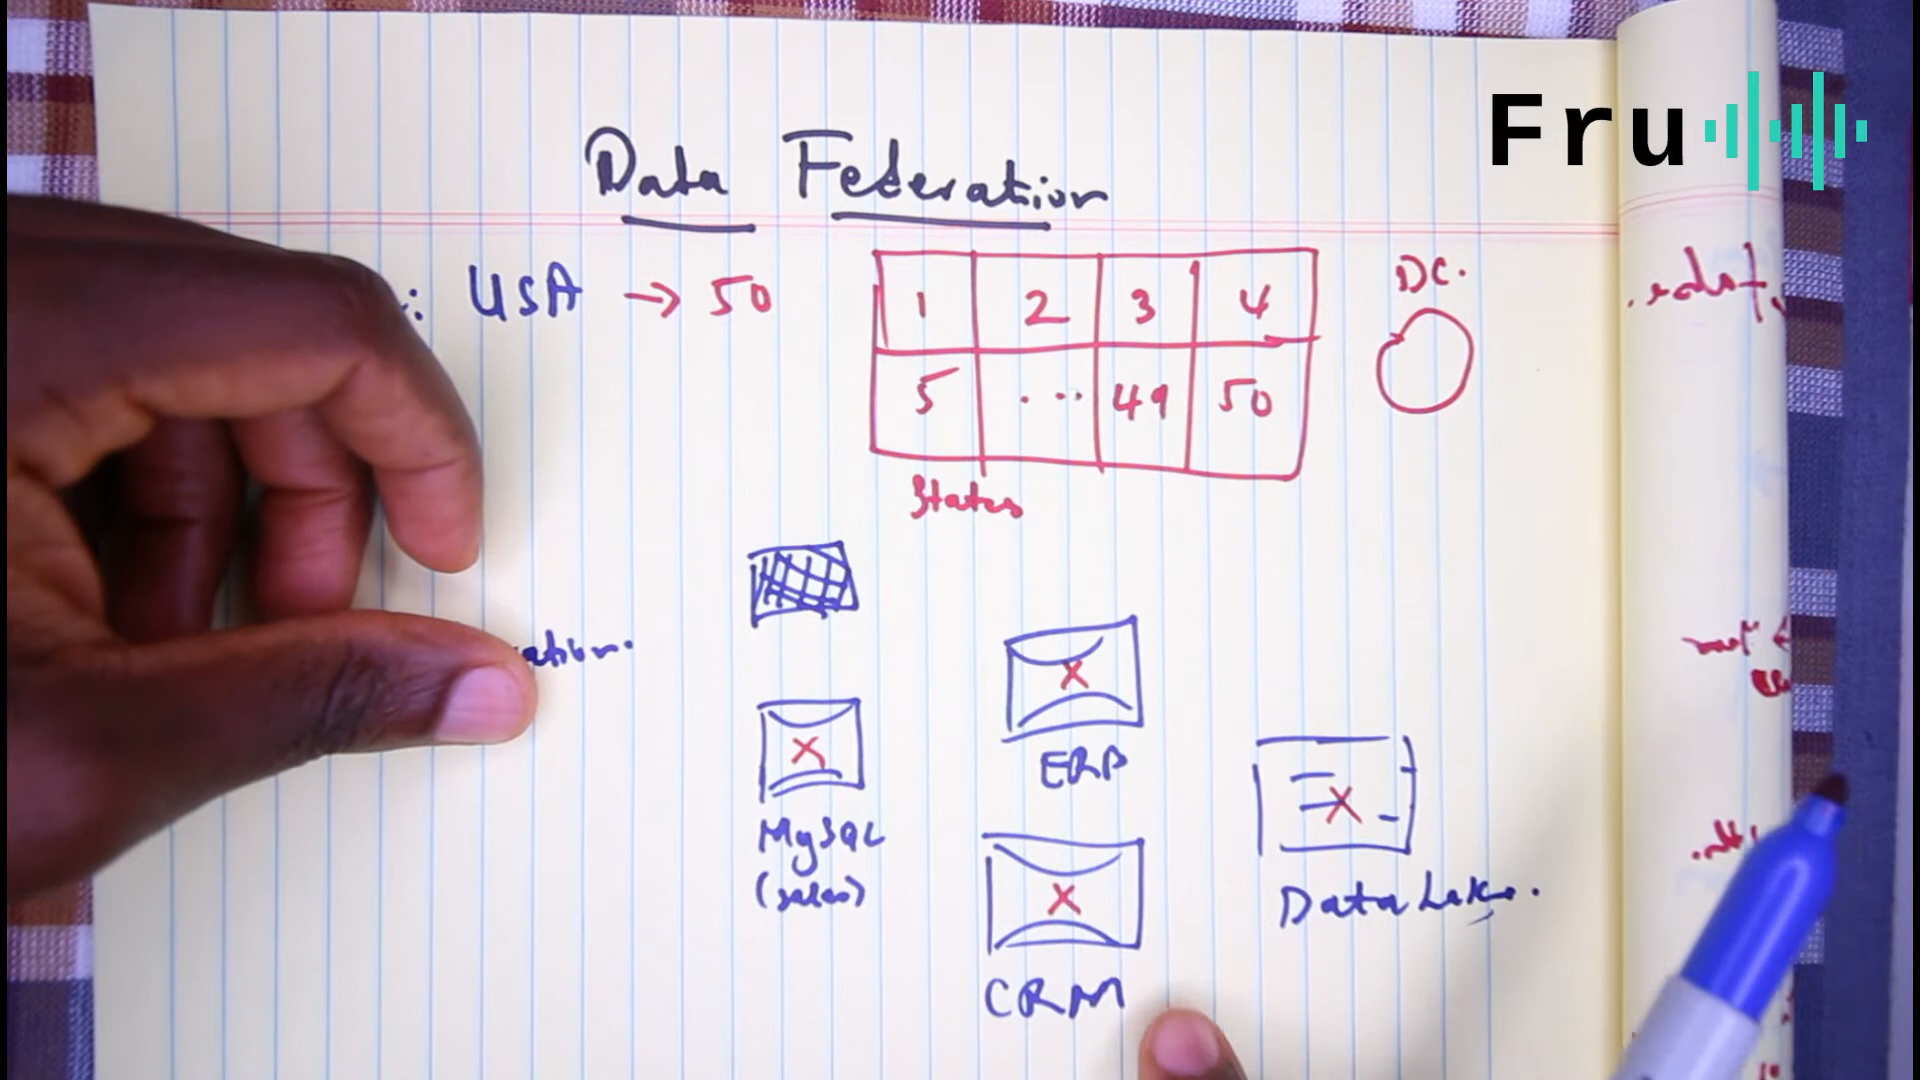 Fru
Data Federation
: USA → 50
1 2 3 4
5 ... 49 50
DC.
States
ERP
MySQL
(sales)
Data Lake.
CRM